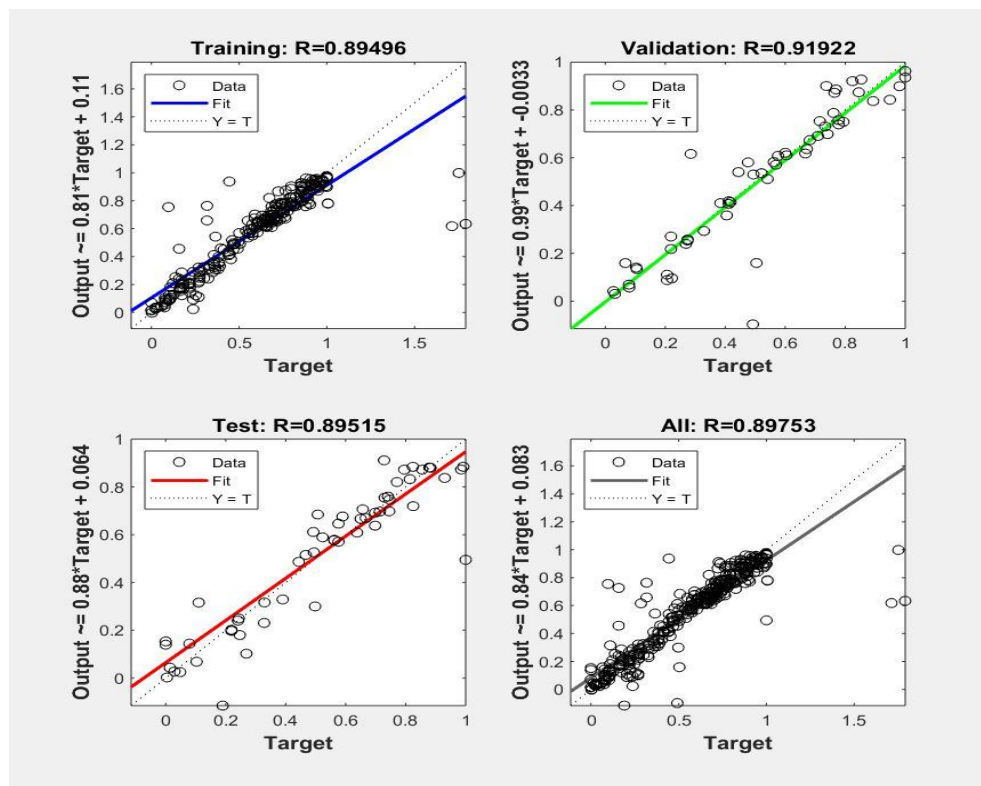 Training: R=0.89496
Output ~= 0.81*Target + 0.11
1.6
1.4
1.2
1
0.8
0.6
0.4
0.2
0
Data
Fit
Y = T
0
0.5
1
1.5
Target
Validation: R=0.91922
Output ~= 0.99*Target + -0.0033
1
0.8
0.6
0.4
0.2
0
Data
Fit
Y = T
0
0.2
0.4
0.6
0.8
1
Target
Test: R=0.89515
Output ~= 0.88*Target + 0.064
1
0.8
0.6
0.4
0.2
0
Data
Fit
Y = T
0
0.2
0.4
0.6
0.8
1
Target
All: R=0.89753
Output ~= 0.84*Target + 0.083
1.6
1.4
1.2
1
0.8
0.6
0.4
0.2
0
Data
Fit
Y = T
0
0.5
1
1.5
Target